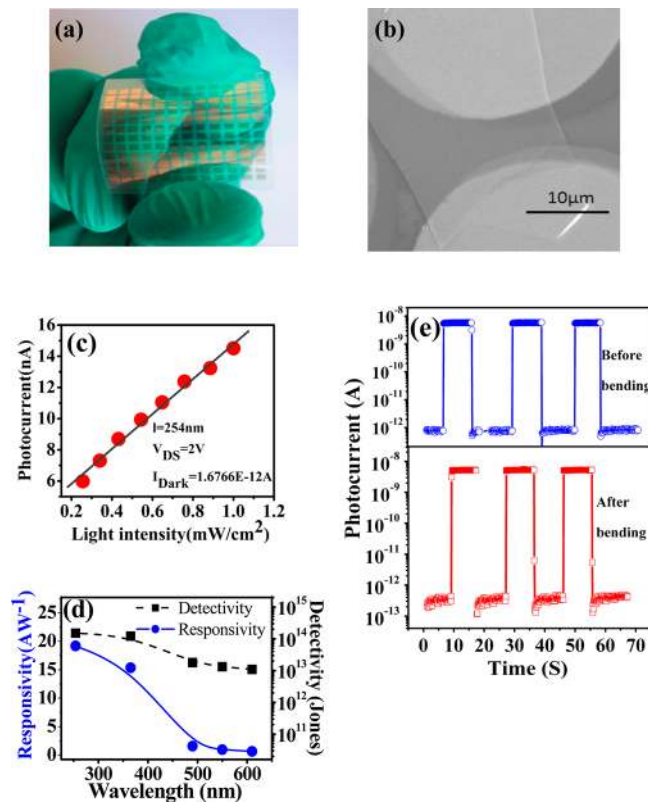 (a)
(b)
10μm
(c)
Photocurrent(nA)
16
14
12
10
8
6
l=254nm
V_DS=2V
I_Dark=1.6766E-12A
0.2 0.4 0.6 0.8 1.0 1.2
Light intensity(mW/cm²)
(d)
Responsivity(AW⁻¹)
25
20
15
10
5
0
Detectivity
Responsivity
Detectivity (Jones)
10¹⁵
10¹⁴
10¹³
10¹²
10¹¹
300 400 500 600
Wavelength (nm)
(e)
Photocurrent (A)
10⁻⁸
10⁻⁹
10⁻¹⁰
10⁻¹¹
10⁻¹²
Before
bending
10⁻⁸
10⁻⁹
10⁻¹⁰
10⁻¹¹
10⁻¹²
10⁻¹³
After
bending
0 10 20 30 40 50 60 70
Time (S)